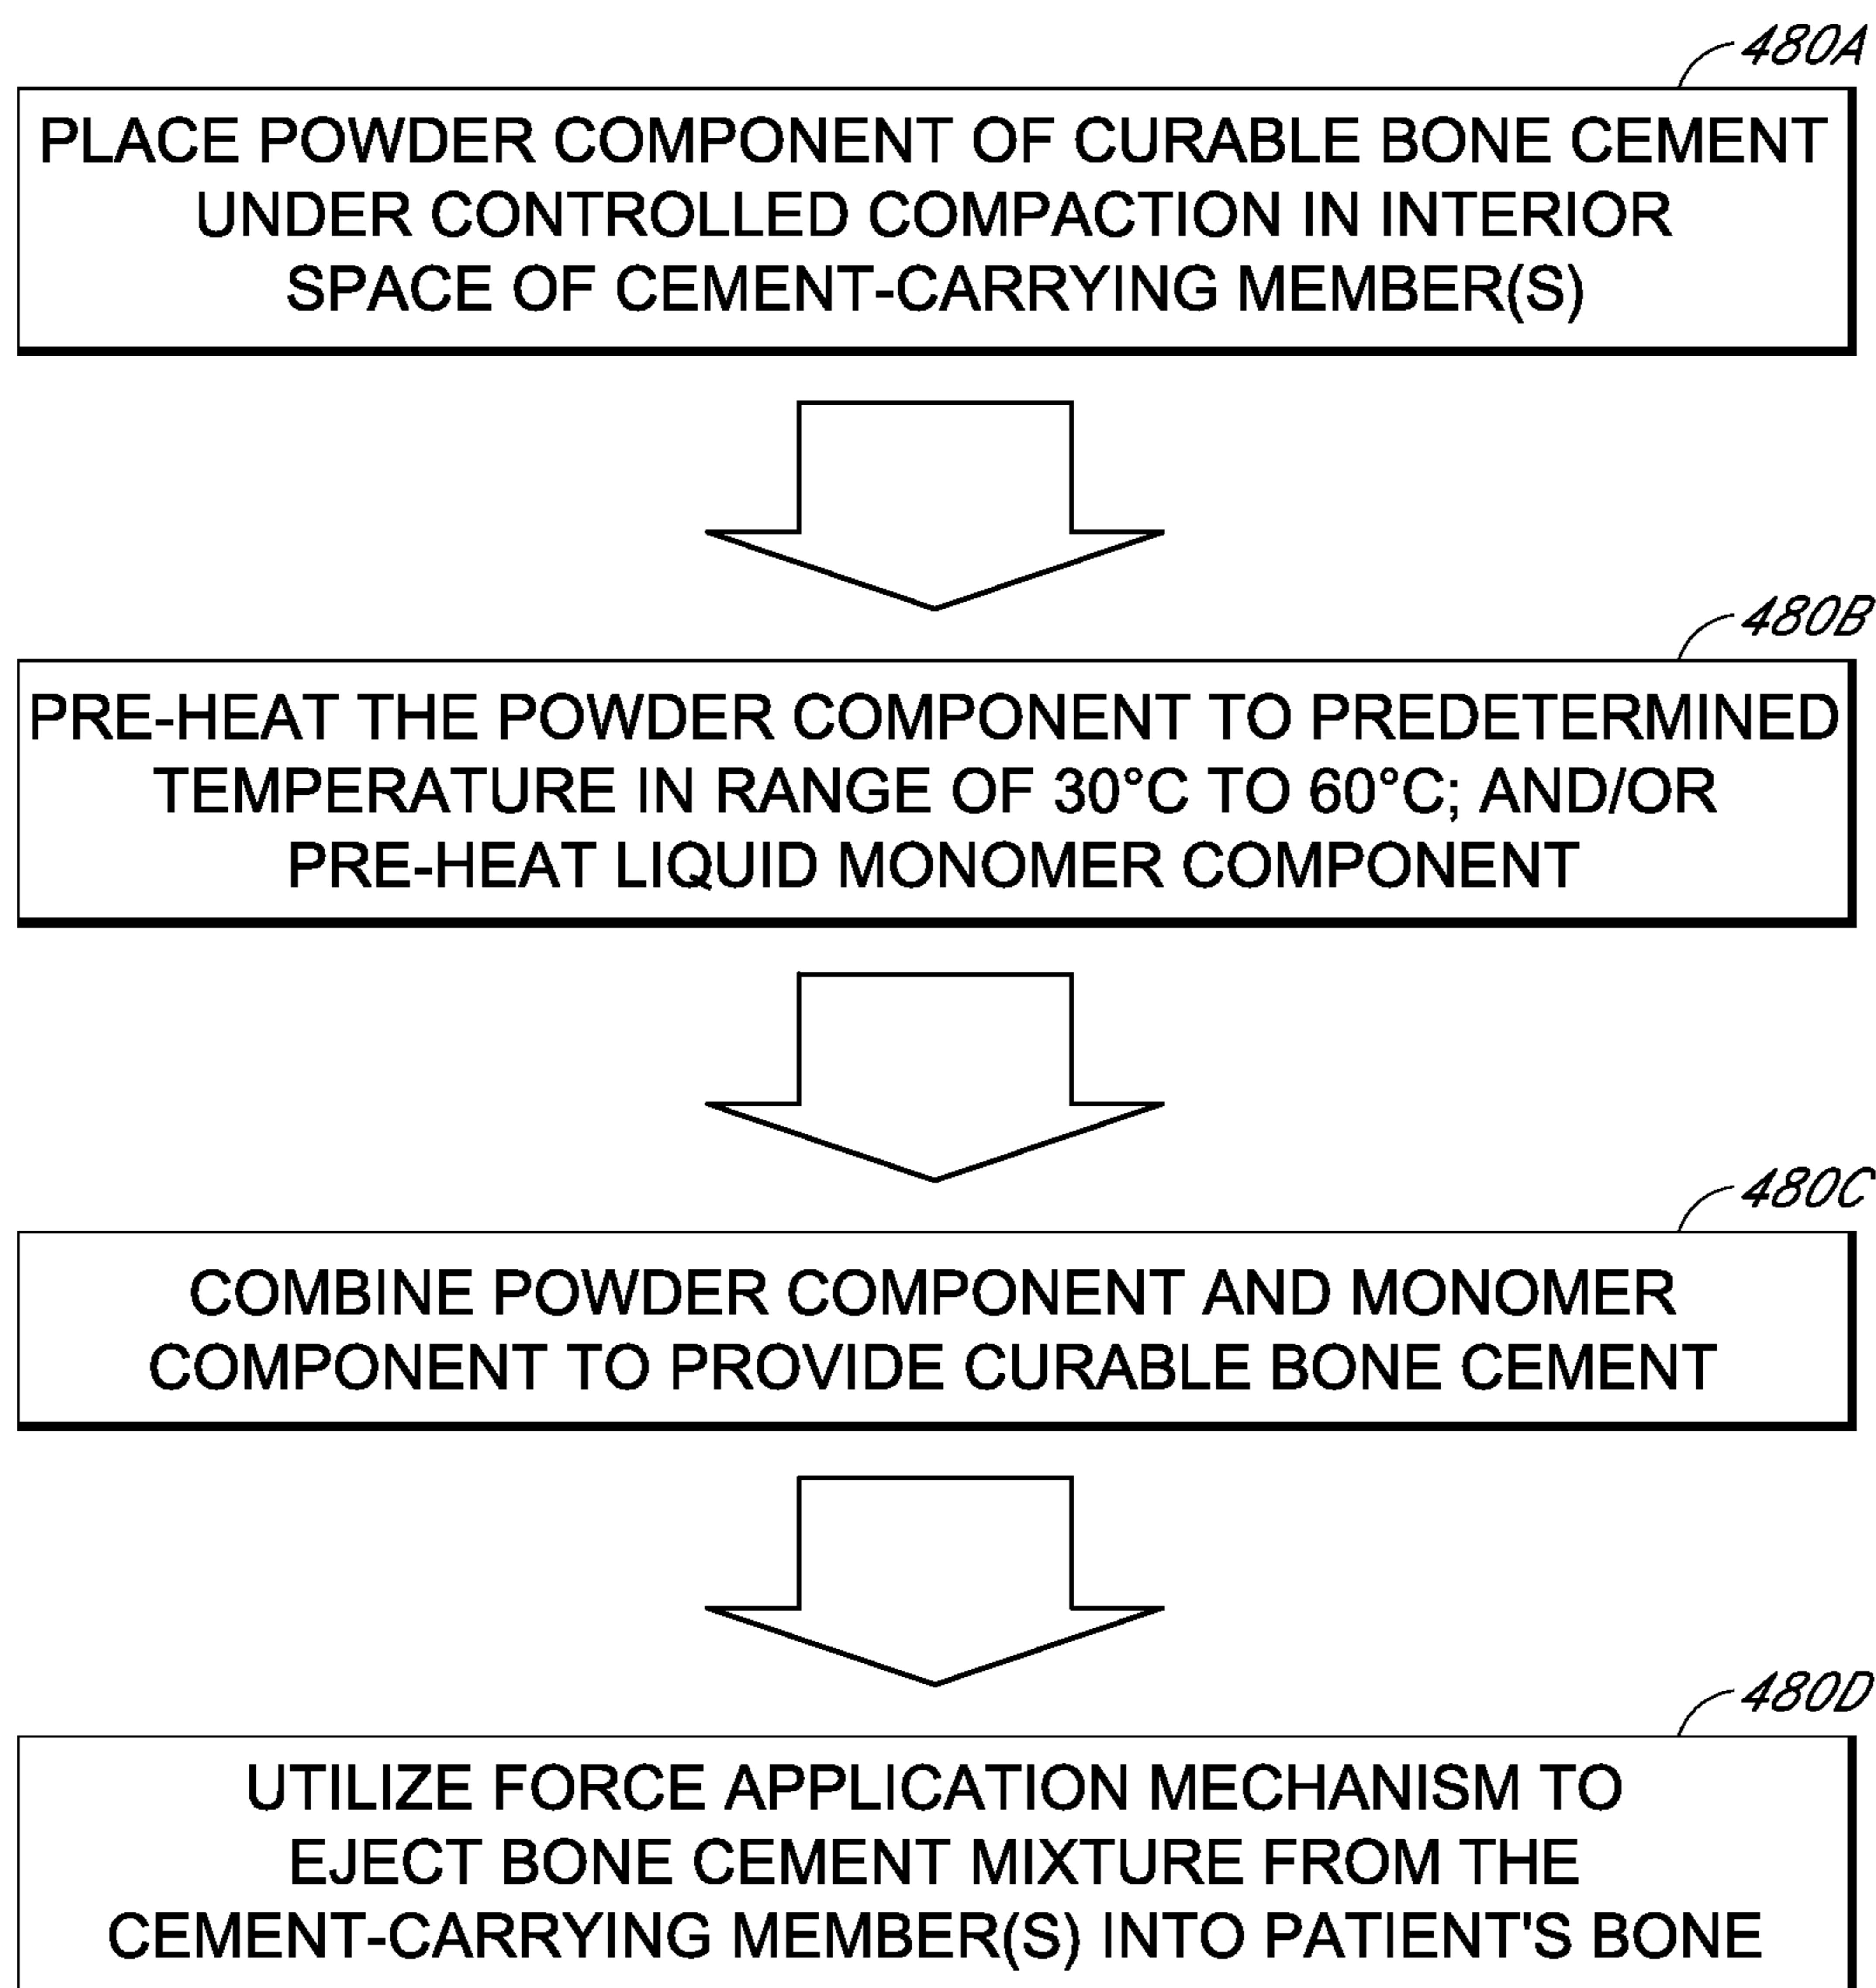 480A
PLACE POWDER COMPONENT OF CURABLE BONE CEMENT
UNDER CONTROLLED COMPACTION IN INTERIOR
SPACE OF CEMENT-CARRYING MEMBER(S)
480B
PRE-HEAT THE POWDER COMPONENT TO PREDETERMINED
TEMPERATURE IN RANGE OF 30°C TO 60°C; AND/OR
PRE-HEAT LIQUID MONOMER COMPONENT
480C
COMBINE POWDER COMPONENT AND MONOMER
COMPONENT TO PROVIDE CURABLE BONE CEMENT
480D
UTILIZE FORCE APPLICATION MECHANISM TO
EJECT BONE CEMENT MIXTURE FROM THE
CEMENT-CARRYING MEMBER(S) INTO PATIENT'S BONE